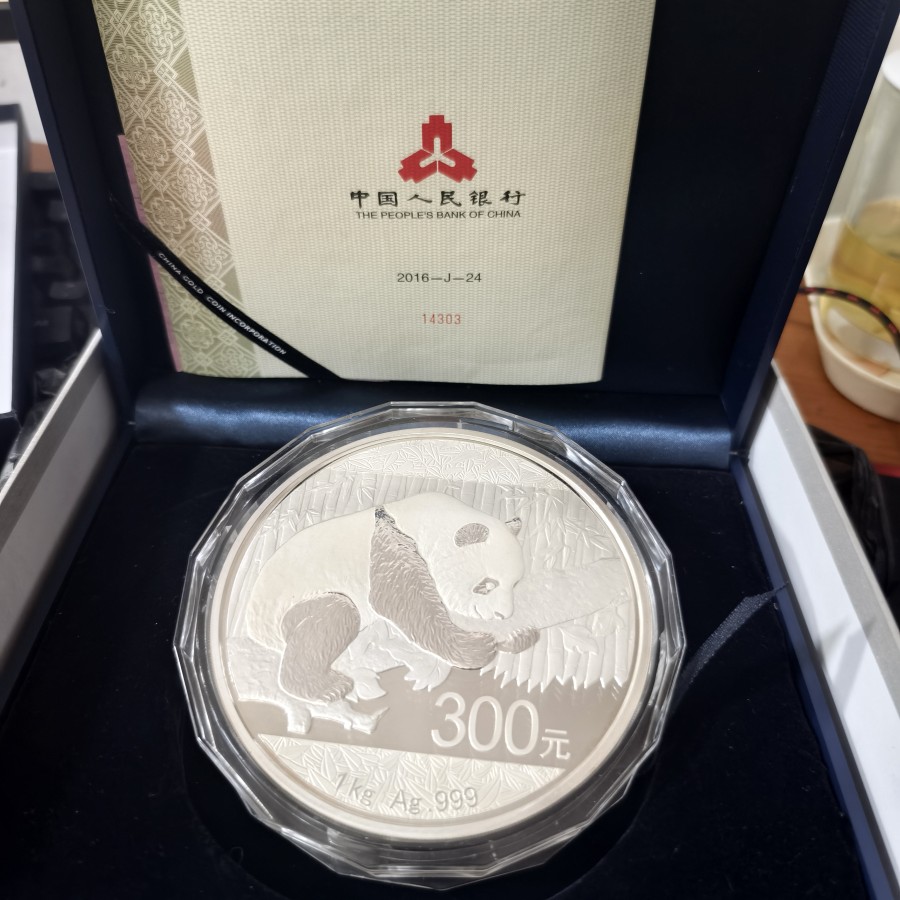 中国人民银行
THE PEOPLE'S BANK OF CHINA
2016—J—24
14303
CHINA GOLD COIN INCORPORATION
300元
1kg Ag.999